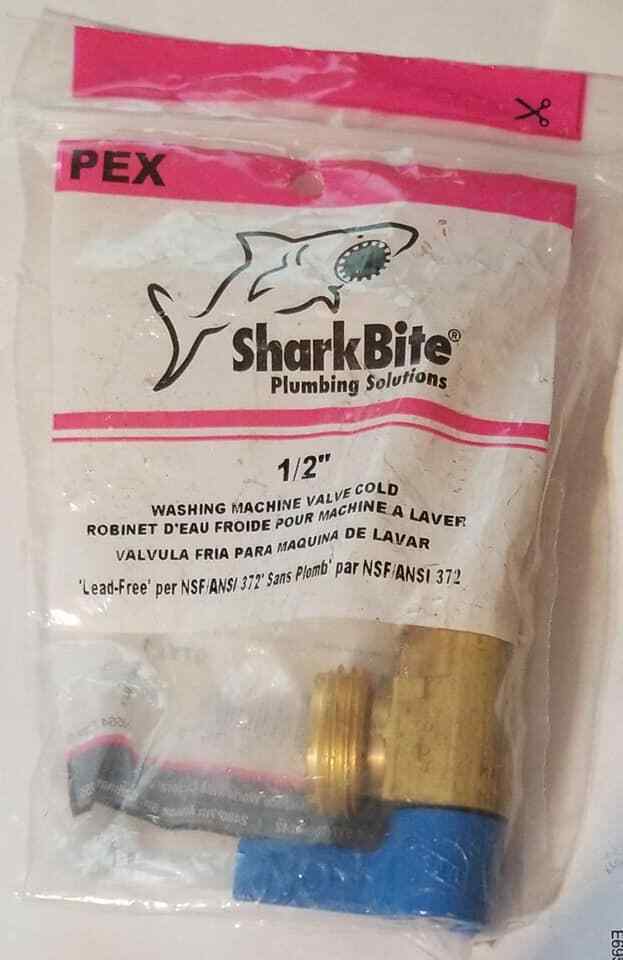 PEX
SharkBite®
Plumbing Solutions
1/2"
WASHING MACHINE VALVE COLD
ROBINET D'EAU FROIDE POUR MACHINE A LAVER
VALVULA FRIA PARA MAQUINA DE LAVAR
'Lead-Free' per NSF/ANSI 372' Sans Plomb' par NSF/ANSI 372